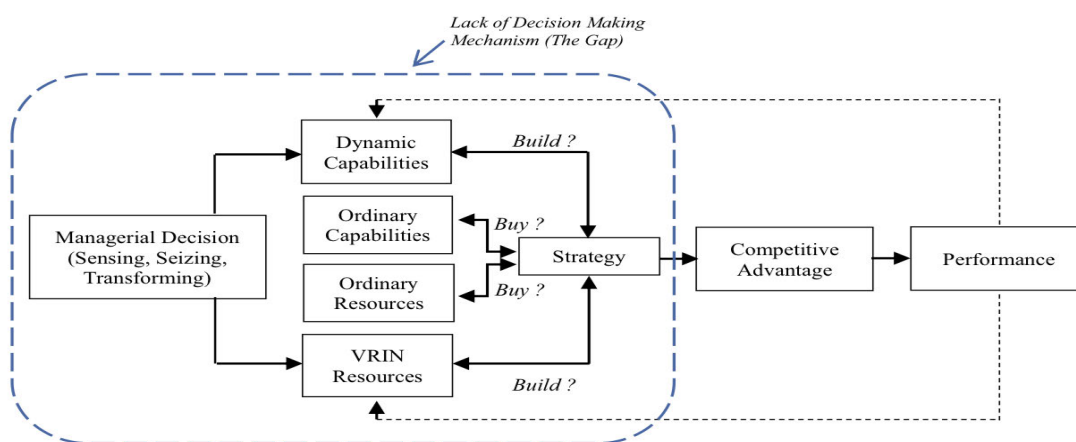 Lack of Decision Making
Mechanism (The Gap)
Dynamic
Capabilities
Build ?
Ordinary
Capabilities
Buy ?
Managerial Decision
(Sensing, Seizing,
Transforming)
Strategy
Competitive
Advantage
Performance
Ordinary
Resources
Buy ?
VRIN
Resources
Build ?